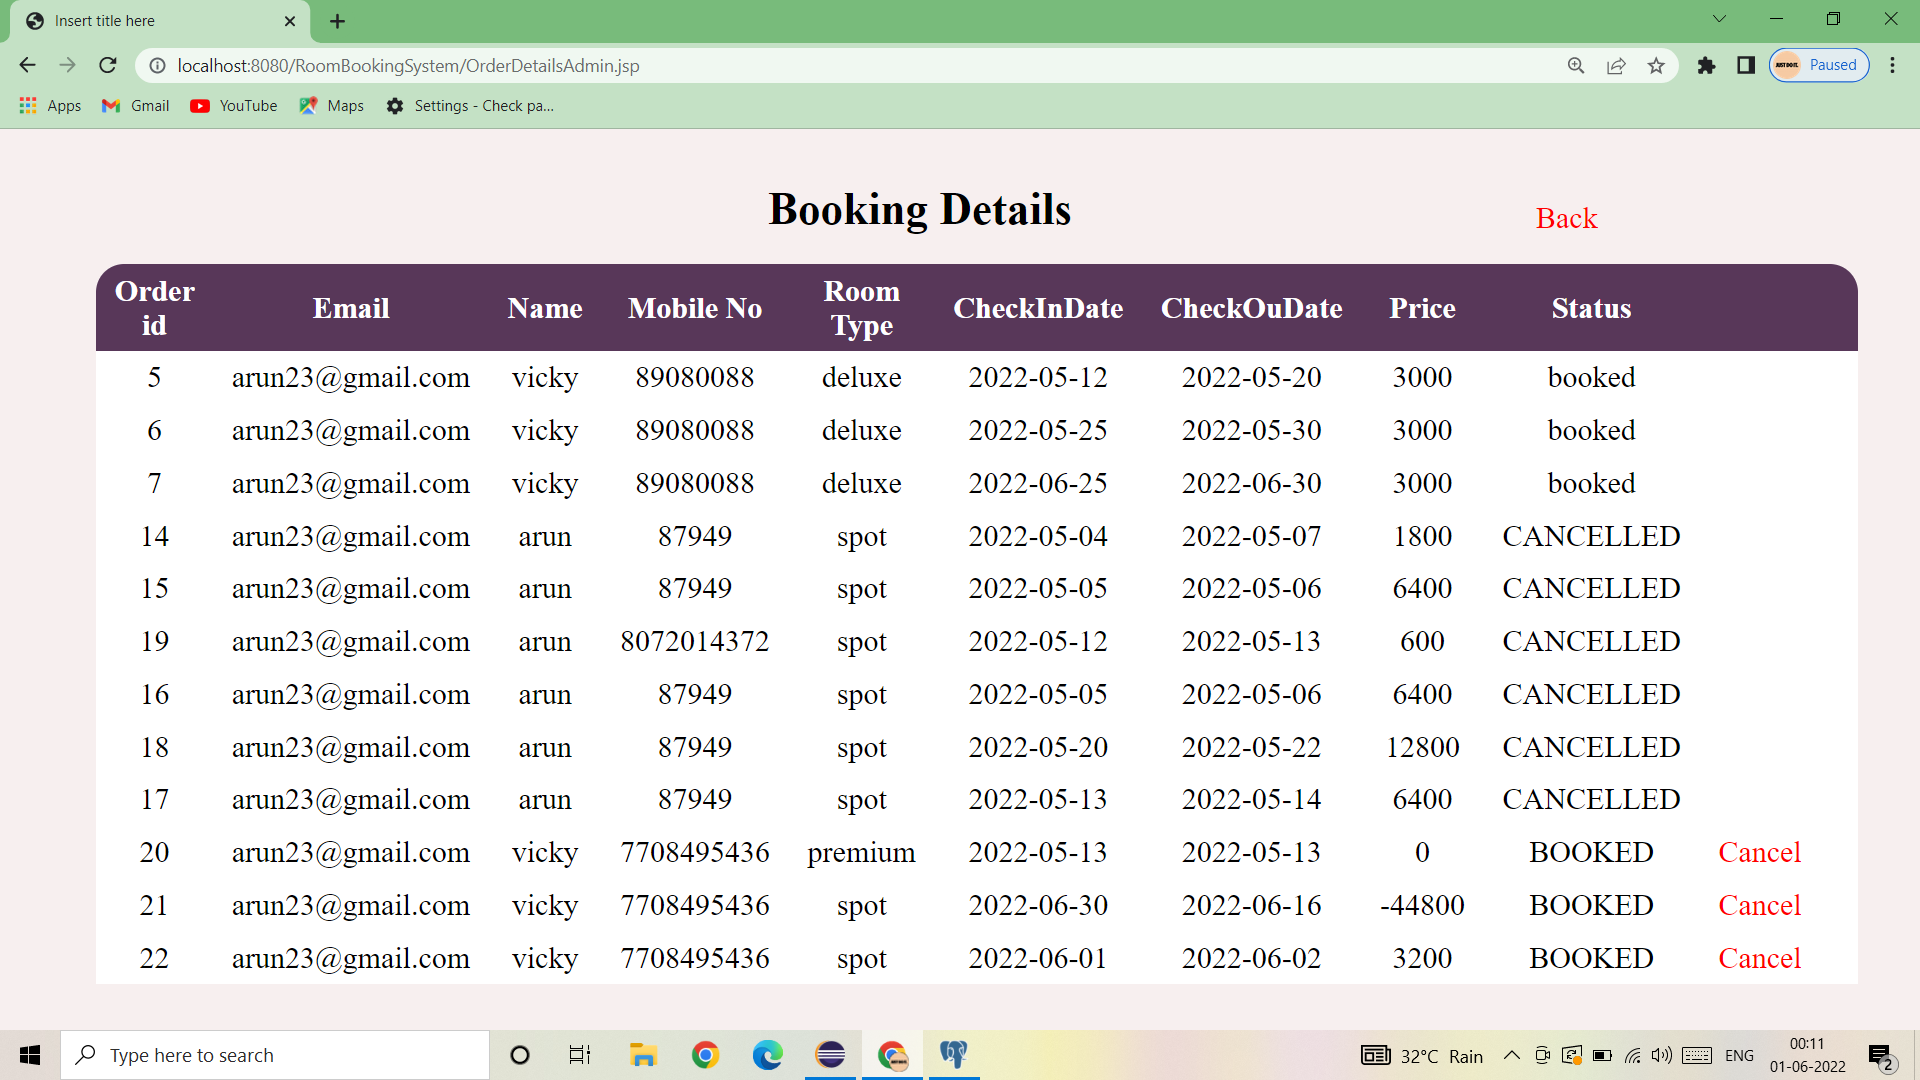 Insert title here
localhost:8080/RoomBookingSystem/OrderDetailsAdmin.jsp
Paused
Apps Gmail YouTube Maps Settings - Check pa...
Booking Details
Back
Order id Email Name Mobile No Room Type CheckInDate CheckOuDate Price Status
5 arun23@gmail.com vicky 89080088 deluxe 2022-05-12 2022-05-20 3000 booked
6 arun23@gmail.com vicky 89080088 deluxe 2022-05-25 2022-05-30 3000 booked
7 arun23@gmail.com vicky 89080088 deluxe 2022-06-25 2022-06-30 3000 booked
14 arun23@gmail.com arun 87949 spot 2022-05-04 2022-05-07 1800 CANCELLED
15 arun23@gmail.com arun 87949 spot 2022-05-05 2022-05-06 6400 CANCELLED
19 arun23@gmail.com arun 8072014372 spot 2022-05-12 2022-05-13 600 CANCELLED
16 arun23@gmail.com arun 87949 spot 2022-05-05 2022-05-06 6400 CANCELLED
18 arun23@gmail.com arun 87949 spot 2022-05-20 2022-05-22 12800 CANCELLED
17 arun23@gmail.com arun 87949 spot 2022-05-13 2022-05-14 6400 CANCELLED
20 arun23@gmail.com vicky 7708495436 premium 2022-05-13 2022-05-13 0 BOOKED Cancel
21 arun23@gmail.com vicky 7708495436 spot 2022-06-30 2022-06-16 -44800 BOOKED Cancel
22 arun23@gmail.com vicky 7708495436 spot 2022-06-01 2022-06-02 3200 BOOKED Cancel
Type here to search
32°C Rain
ENG
00:11
01-06-2022
2